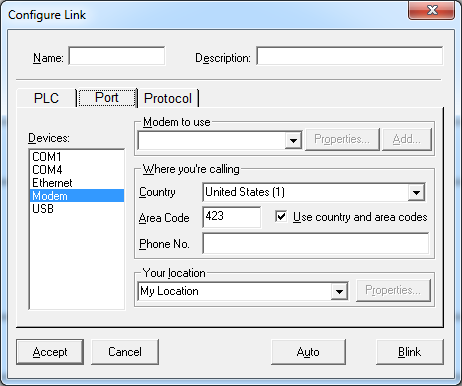 Configure Link
Name: Description:
PLC Port Protocol
Devices:
COM1
COM4
Ethernet
Modem
USB
Modem to use
Properties... Add...
Where you're calling
Country United States (1)
Area Code 423 Use country and area codes
Phone No.
Your location
My Location Properties...
Accept Cancel Auto Blink